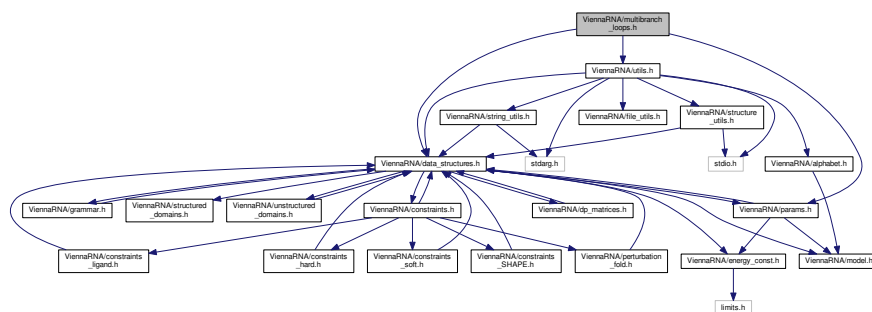 ViennaRNA/multibranch
_loops.h
ViennaRNA/utils.h
ViennaRNA/string_utils.h
ViennaRNA/file_utils.h
ViennaRNA/structure
_utils.h
ViennaRNA/data_structures.h
stdarg.h
stdio.h
ViennaRNA/alphabet.h
ViennaRNA/grammar.h
ViennaRNA/structured
_domains.h
ViennaRNA/unstructured
_domains.h
ViennaRNA/constraints.h
ViennaRNA/dp_matrices.h
ViennaRNA/params.h
ViennaRNA/constraints
_ligand.h
ViennaRNA/constraints
_hard.h
ViennaRNA/constraints
_soft.h
ViennaRNA/constraints
_SHAPE.h
ViennaRNA/perturbation
_fold.h
ViennaRNA/energy_const.h
ViennaRNA/model.h
limits.h